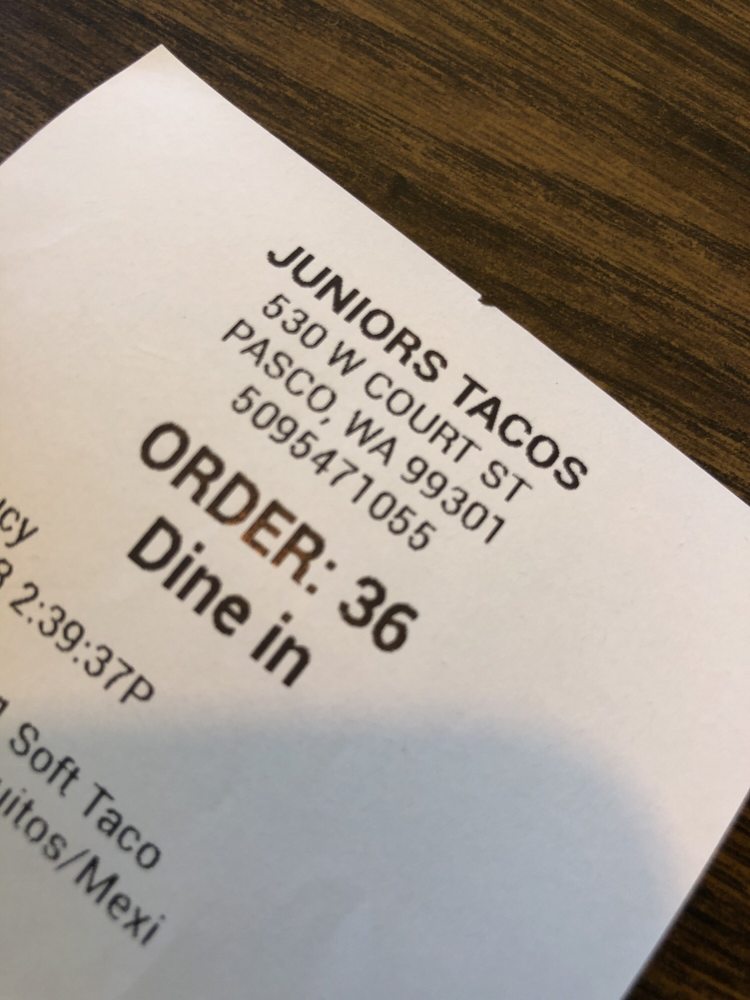 JUNIORS TACOS
530 W COURT ST
PASCO, WA 99301
5095471055
ORDER: 36
Dine in
2:39:37P
Soft Taco